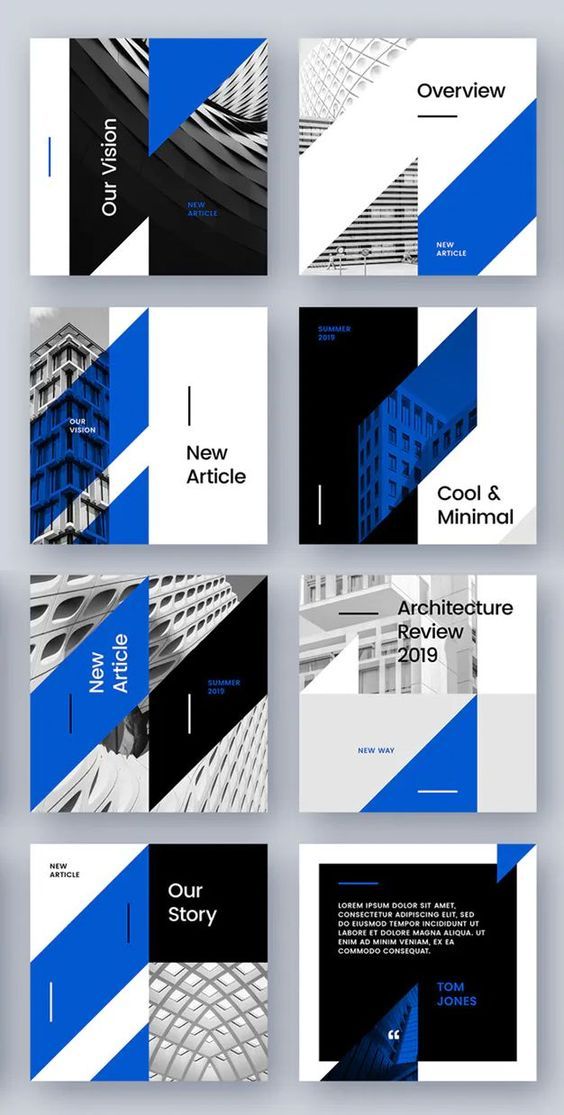 Our Vision
NEW
ARTICLE
Overview
NEW
ARTICLE
OUR
VISION
New
Article
SUMMER
2019
Cool &
Minimal
New
Article
SUMMER
2019
Architecture
Review
2019
NEW WAY
NEW
ARTICLE
Our
Story
LOREM IPSUM DOLOR SIT AMET,
CONSECTETUR ADIPISCING ELIT, SED
DO EIUSMOD TEMPOR INCIDIDUNT UT
LABORE ET DOLORE MAGNA ALIQUA. UT
ENIM AD MINIM VENIAM, EX EA
COMMODO CONSEQUAT.
TOM
JONES
“